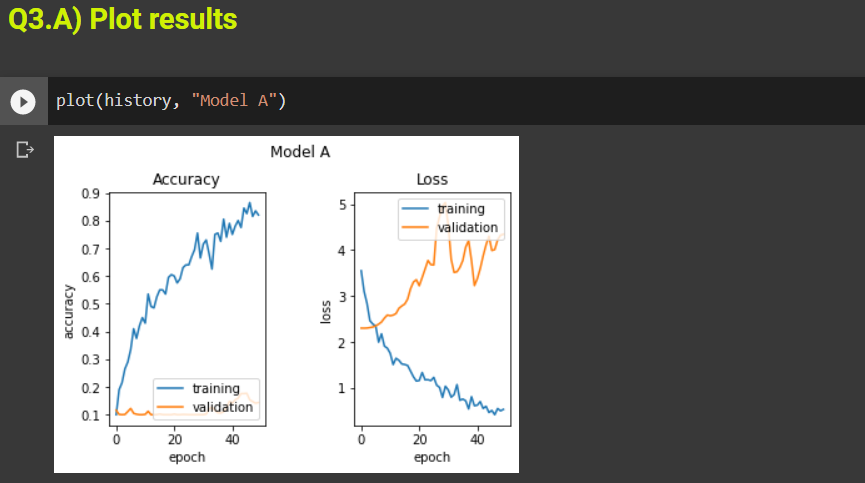 Q3.A) Plot results
plot(history, "Model A")
Model A
Accuracy
0.9
0.8
0.7
0.6
0.5
0.4
0.3
0.2
0.1
accuracy
training
validation
0 20 40
epoch
Loss
5
4
3
2
1
loss
training
validation
0 20 40
epoch